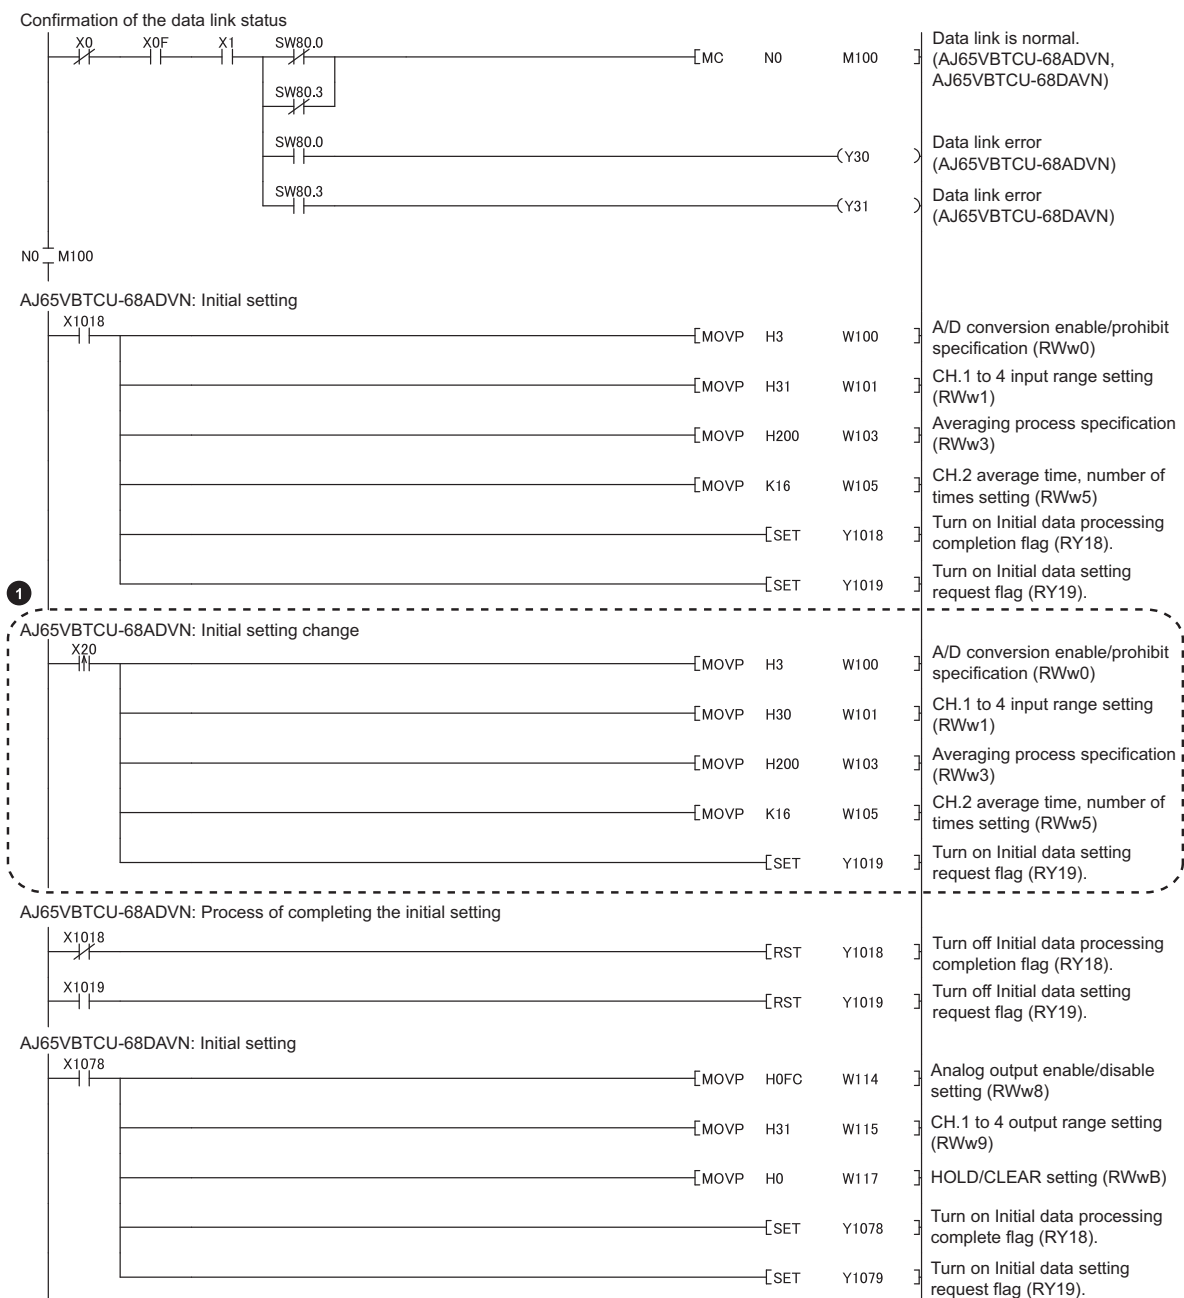 Confirmation of the data link status
X0 X0F X1 SW80.0
[MC N0 M100 ]
Data link is normal.
(AJ65VBTCU-68ADVN,
AJ65VBTCU-68DAVN)
SW80.3
SW80.0
(Y30 )
Data link error
(AJ65VBTCU-68ADVN)
SW80.3
(Y31 )
Data link error
(AJ65VBTCU-68DAVN)
N0 M100
AJ65VBTCU-68ADVN: Initial setting
X1018
[MOVP H3 W100 ]
A/D conversion enable/prohibit
specification (RWw0)
[MOVP H31 W101 ]
CH.1 to 4 input range setting
(RWw1)
[MOVP H200 W103 ]
Averaging process specification
(RWw3)
[MOVP K16 W105 ]
CH.2 average time, number of
times setting (RWw5)
[SET Y1018 ]
Turn on Initial data processing
completion flag (RY18).
[SET Y1019 ]
Turn on Initial data setting
request flag (RY19).
1
AJ65VBTCU-68ADVN: Initial setting change
X20
[MOVP H3 W100 ]
A/D conversion enable/prohibit
specification (RWw0)
[MOVP H30 W101 ]
CH.1 to 4 input range setting
(RWw1)
[MOVP H200 W103 ]
Averaging process specification
(RWw3)
[MOVP K16 W105 ]
CH.2 average time, number of
times setting (RWw5)
[SET Y1019 ]
Turn on Initial data setting
request flag (RY19).
AJ65VBTCU-68ADVN: Process of completing the initial setting
X1018
[RST Y1018 ]
Turn off Initial data processing
completion flag (RY18).
X1019
[RST Y1019 ]
Turn off Initial data setting
request flag (RY19).
AJ65VBTCU-68DAVN: Initial setting
X1078
[MOVP H0FC W114 ]
Analog output enable/disable
setting (RWw8)
[MOVP H31 W115 ]
CH.1 to 4 output range setting
(RWw9)
[MOVP H0 W117 ]
HOLD/CLEAR setting (RWwB)
[SET Y1078 ]
Turn on Initial data processing
complete flag (RY18).
[SET Y1079 ]
Turn on Initial data setting
request flag (RY19).